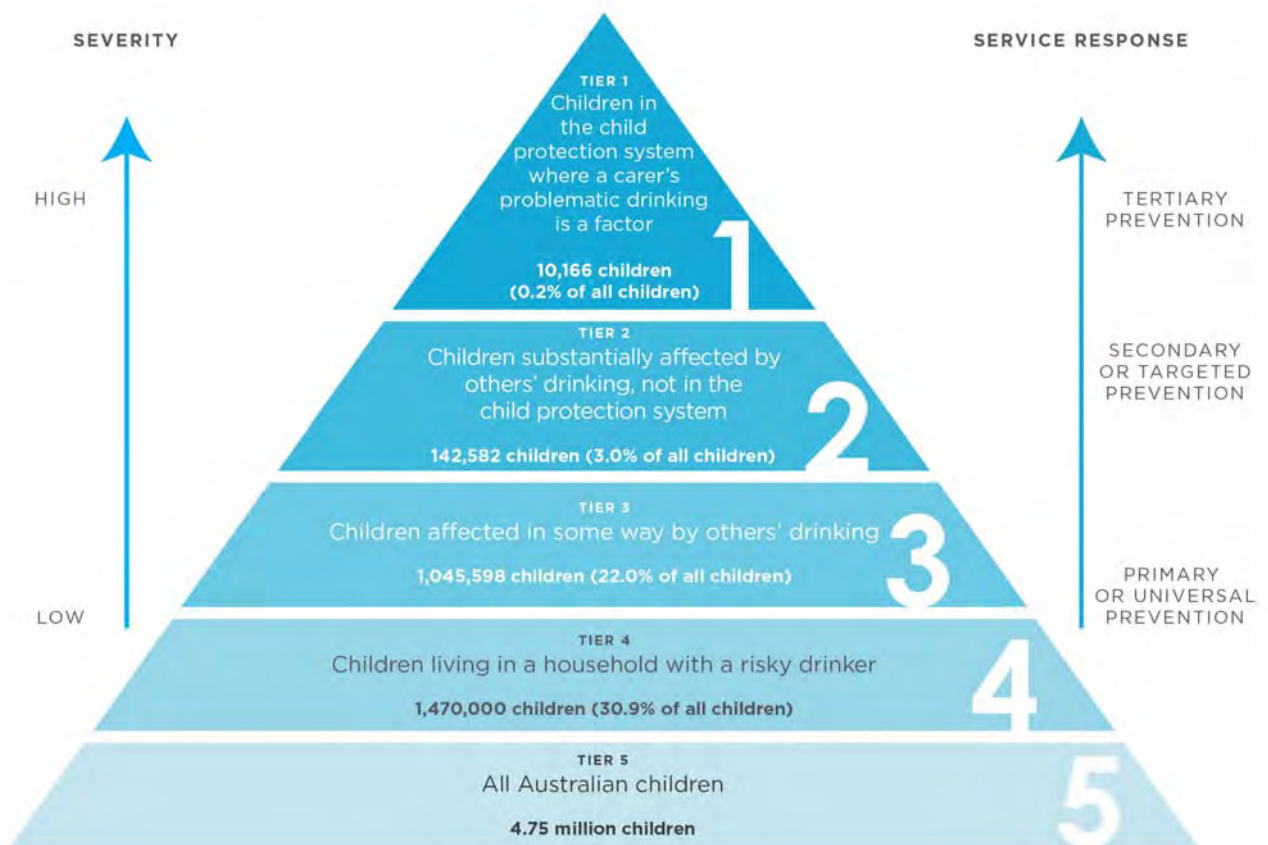 SEVERITY
SERVICE RESPONSE
HIGH
LOW
TERTIARY
PREVENTION
SECONDARY
OR TARGETED
PREVENTION
PRIMARY
OR UNIVERSAL
PREVENTION
TIER 1
Children in
the child
protection system
where a carer's
problematic drinking
is a factor
10,166 children
(0.2% of all children)
1
TIER 2
Children substantially affected by
others' drinking, not in the
child protection system
142,582 children (3.0% of all children)
2
TIER 3
Children affected in some way by others' drinking
1,045,598 children (22.0% of all children)
3
TIER 4
Children living in a household with a risky drinker
1,470,000 children (30.9% of all children)
4
TIER 5
All Australian children
4.75 million children
5